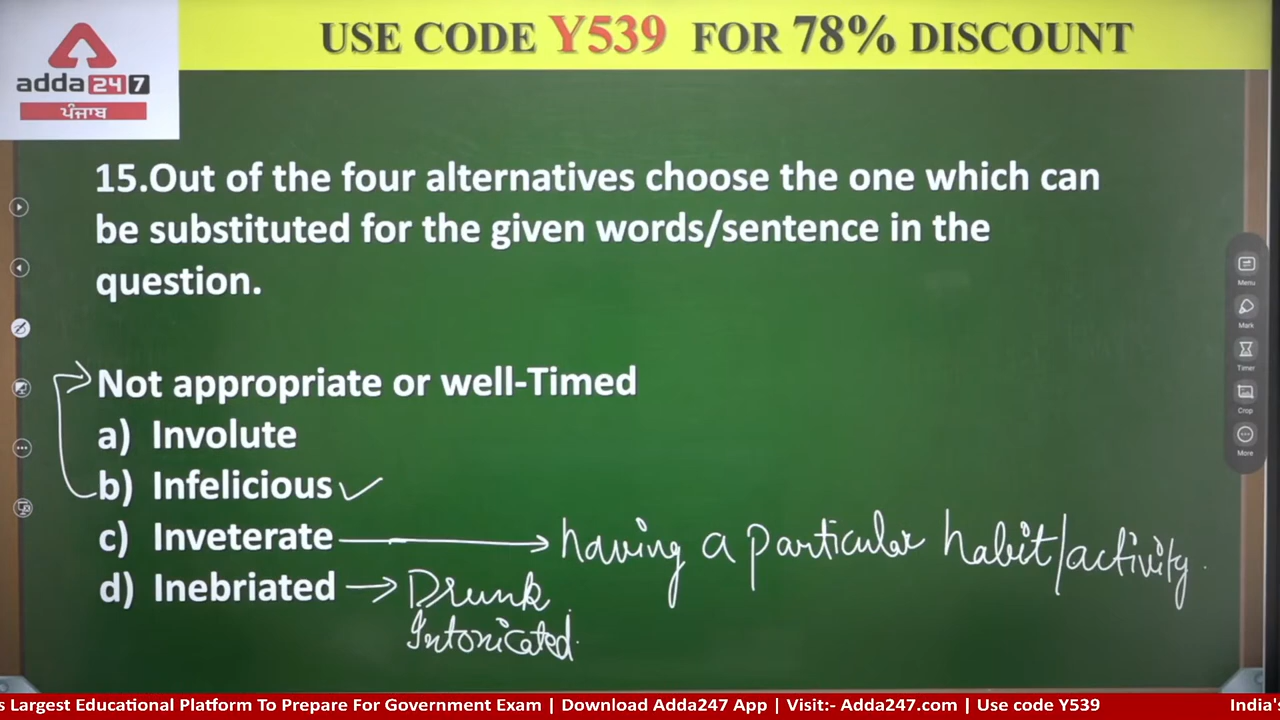 USE CODE Y539 FOR 78% DISCOUNT
adda 247
ਪੰਜਾਬ
15.Out of the four alternatives choose the one which can
be substituted for the given words/sentence in the
question.
Not appropriate or well-Timed
a) Involute
b) Infelicious
c) Inveterate
having a particular habit/activity.
d) Inebriated
Drunk
Intoxicated.
Menu
Mark
Timer
Crop
More
s Largest Educational Platform To Prepare For Government Exam | Download Adda247 App | Visit:- Adda247.com | Use code Y539
India's